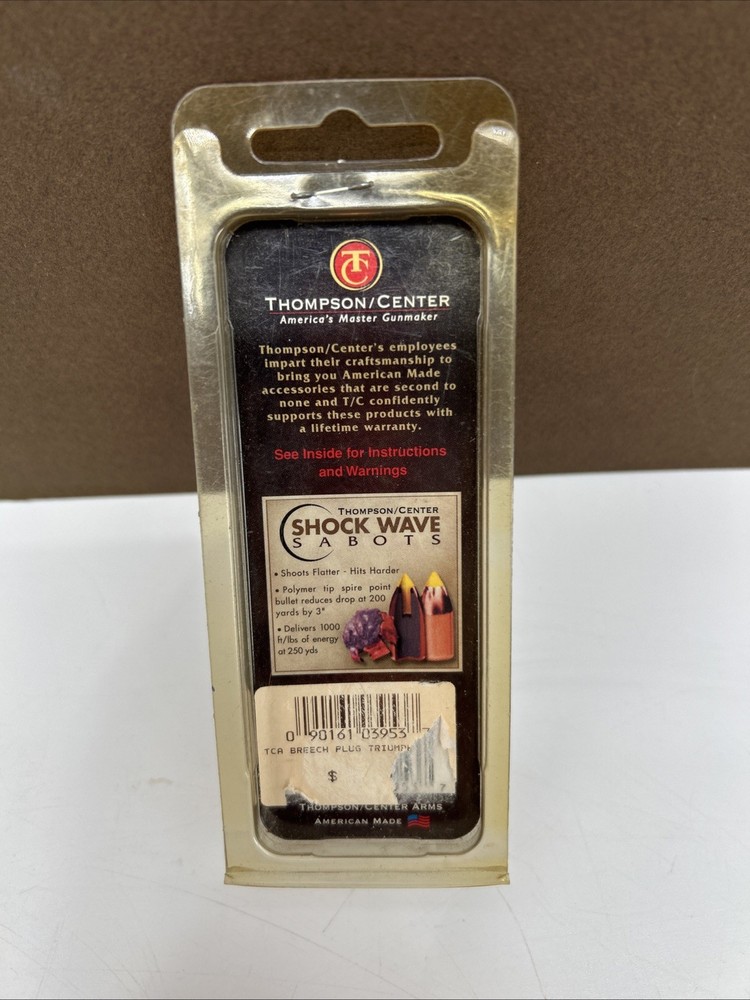 TC
THOMPSON/CENTER
America's Master Gunmaker
Thompson/Center's employees
impart their craftsmanship to
bring you American Made
accessories that are second to
none and T/C confidently
supports these products with
a lifetime warranty.
See Inside for Instructions
and Warnings
THOMPSON/CENTER
SHOCK WAVE
SABOTS
• Shoots Flatter - Hits Harder
• Polymer tip spire point
bullet reduces drop at 200
yards by 3"
• Delivers 1000
ft/lbs of energy
at 250 yds
0 90161 03953 7
TCA BREECH PLUG TRIUMPH
$
7
THOMPSON/CENTER ARMS
AMERICAN MADE